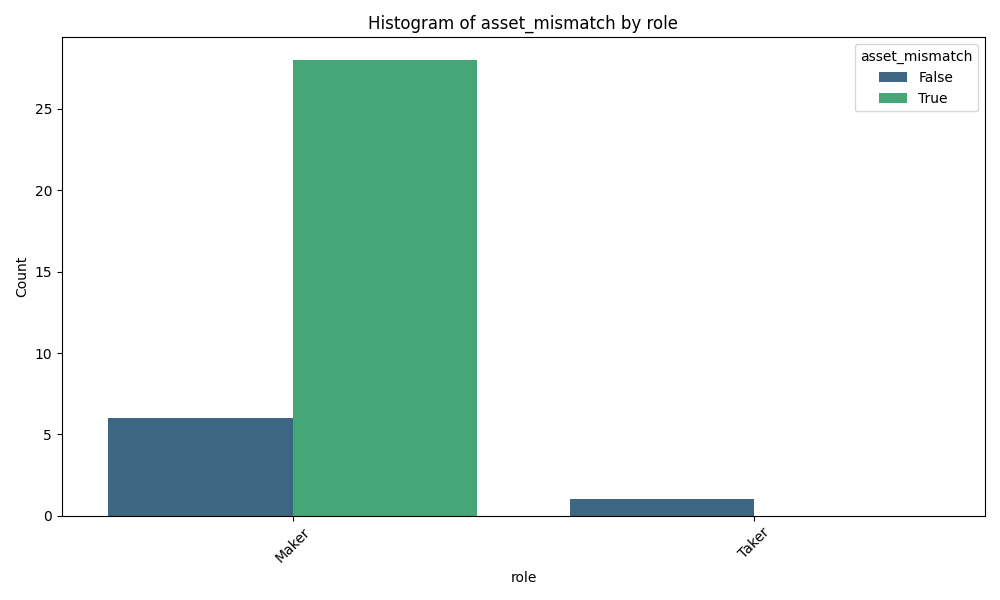 Histogram of asset_mismatch by role
asset_mismatch
False
True
Count
25
20
15
10
5
0
Maker
Taker
role